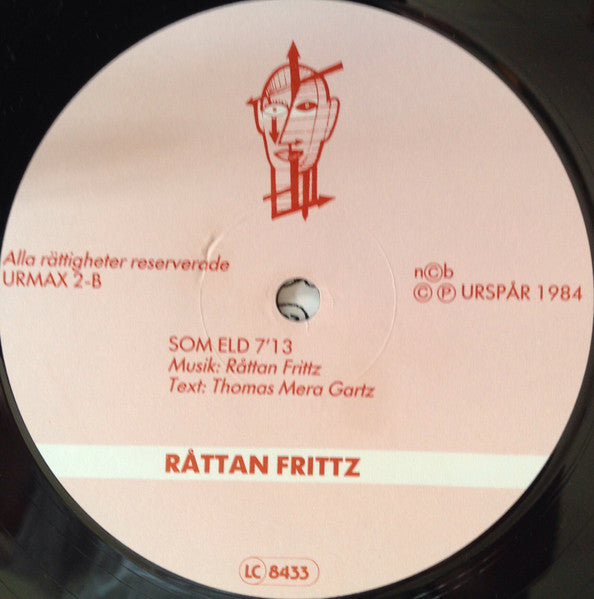 Alla rättigheter reserverade
URMAX 2-B
n©b
© ℗ URSPÅR 1984
SOM ELD 7'13
Musik: Råttan Frittz
Text: Thomas Mera Gartz
RÅTTAN FRITTZ
LC 8433